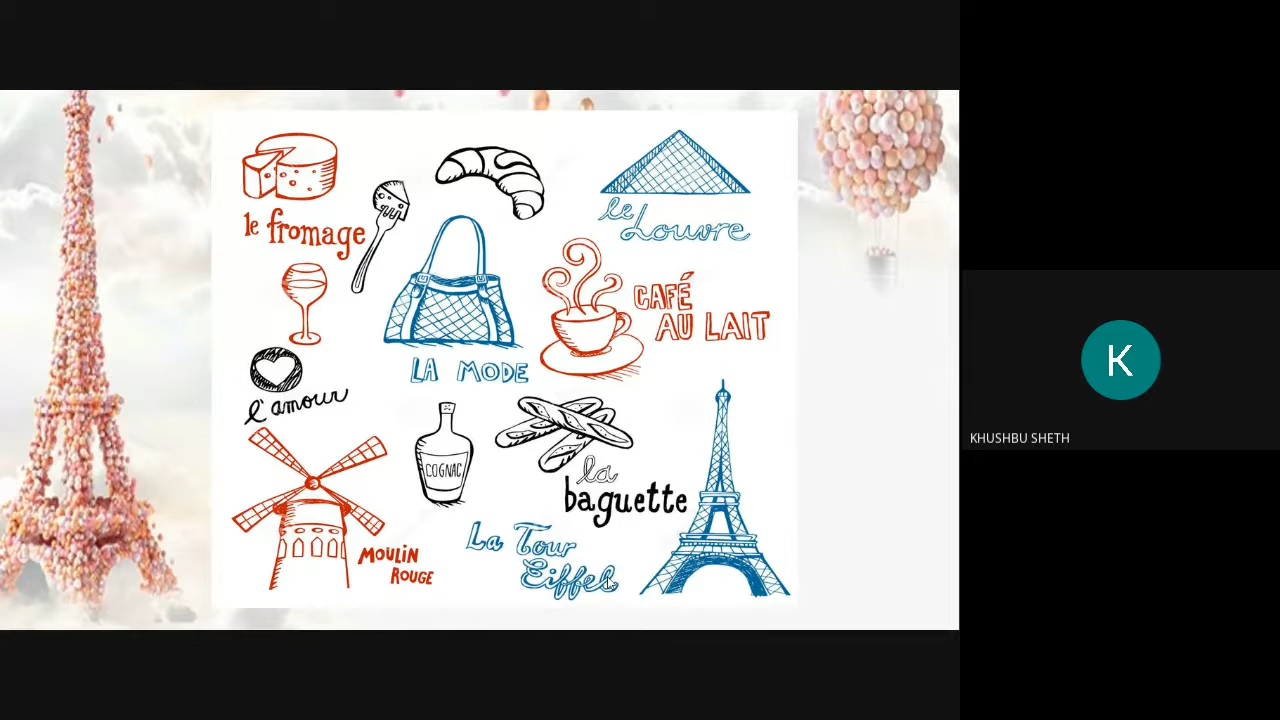 le fromage
le
Louvre
CAFÉ
AU LAIT
LA MODE
l'amour
COGNAC
la
baguette
La Tour
Eiffel
MOULIN
ROUGE
K
KHUSHBU SHETH